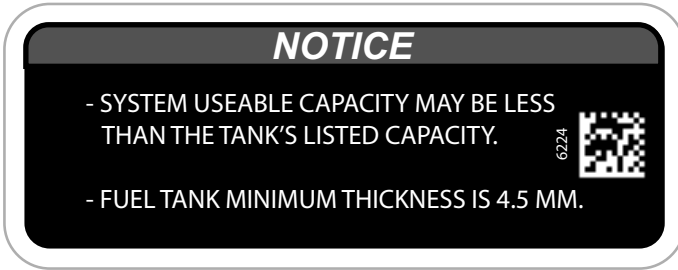 NOTICE
- SYSTEM USEABLE CAPACITY MAY BE LESS
THAN THE TANK'S LISTED CAPACITY.
6224
- FUEL TANK MINIMUM THICKNESS IS 4.5 MM.